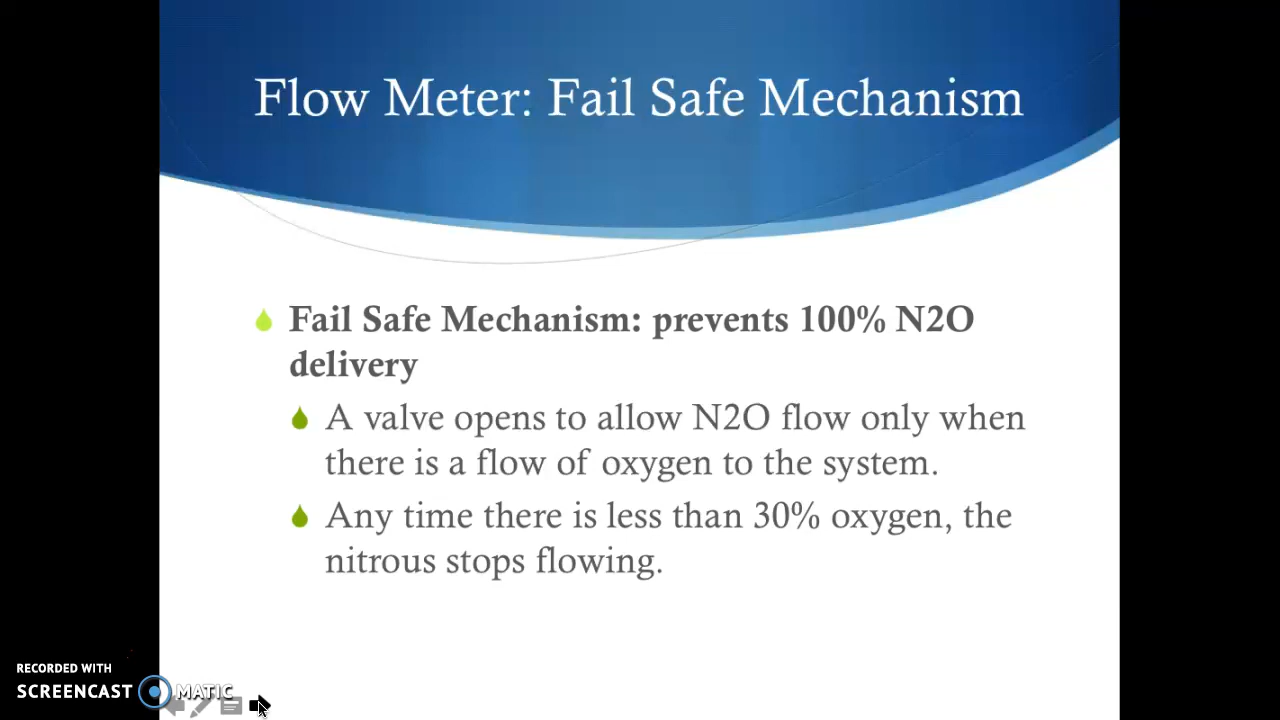 Flow Meter: Fail Safe Mechanism
Fail Safe Mechanism: prevents 100% N2O
delivery
A valve opens to allow N2O flow only when
there is a flow of oxygen to the system.
Any time there is less than 30% oxygen, the
nitrous stops flowing.
RECORDED WITH
SCREENCAST MATIC